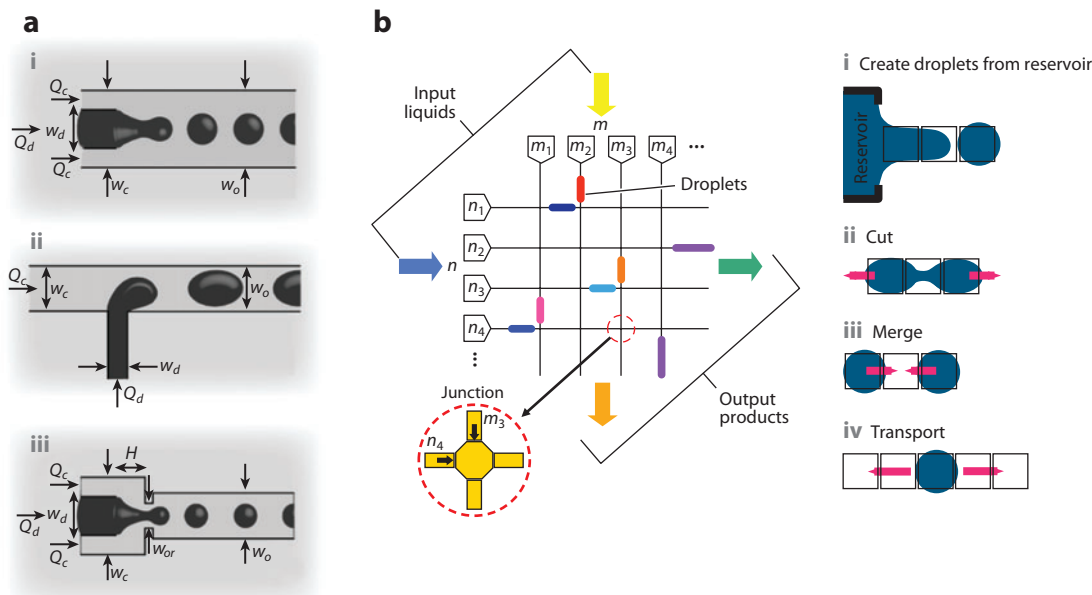 a
i
Q_c
w_d
Q_d
Q_c
w_c
w_o
ii
Q_c
w_c
w_o
w_d
Q_d
iii
H
Q_c
w_d
Q_d
Q_c
w_or
w_o
w_c
b
Input
liquids
m
m_1 m_2 m_3 m_4 ...
Droplets
n_1
n_2
n
n_3
n_4
...
Junction
m_3
n_4
Output
products
i Create droplets from reservoir
Reservoir
ii Cut
iii Merge
iv Transport